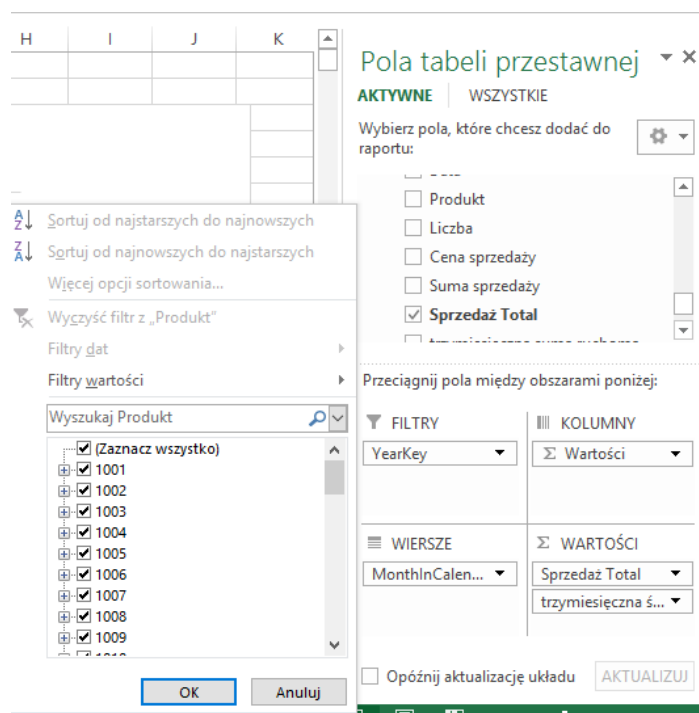 H I J K
Pola tabeli przestawnej
AKTYWNE WSZYSTKIE
Wybierz pola, które chcesz dodać do
raportu:
Produkt
Liczba
Cena sprzedaży
Suma sprzedaży
Sprzedaż Total
Przeciągnij pola między obszarami poniżej:
FILTRY
YearKey
KOLUMNY
Σ Wartości
WIERSZE
MonthInCalen...
Σ WARTOŚCI
Sprzedaż Total
trzymiesięczna ś...
Opóźnij aktualizację układu AKTUALIZUJ
Sortuj od najstarszych do najnowszych
Sortuj od najnowszych do najstarszych
Więcej opcji sortowania...
Wyczyść filtr z „Produkt"
Filtry dat
Filtry wartości
Wyszukaj Produkt
(Zaznacz wszystko)
1001
1002
1003
1004
1005
1006
1007
1008
1009
OK Anuluj